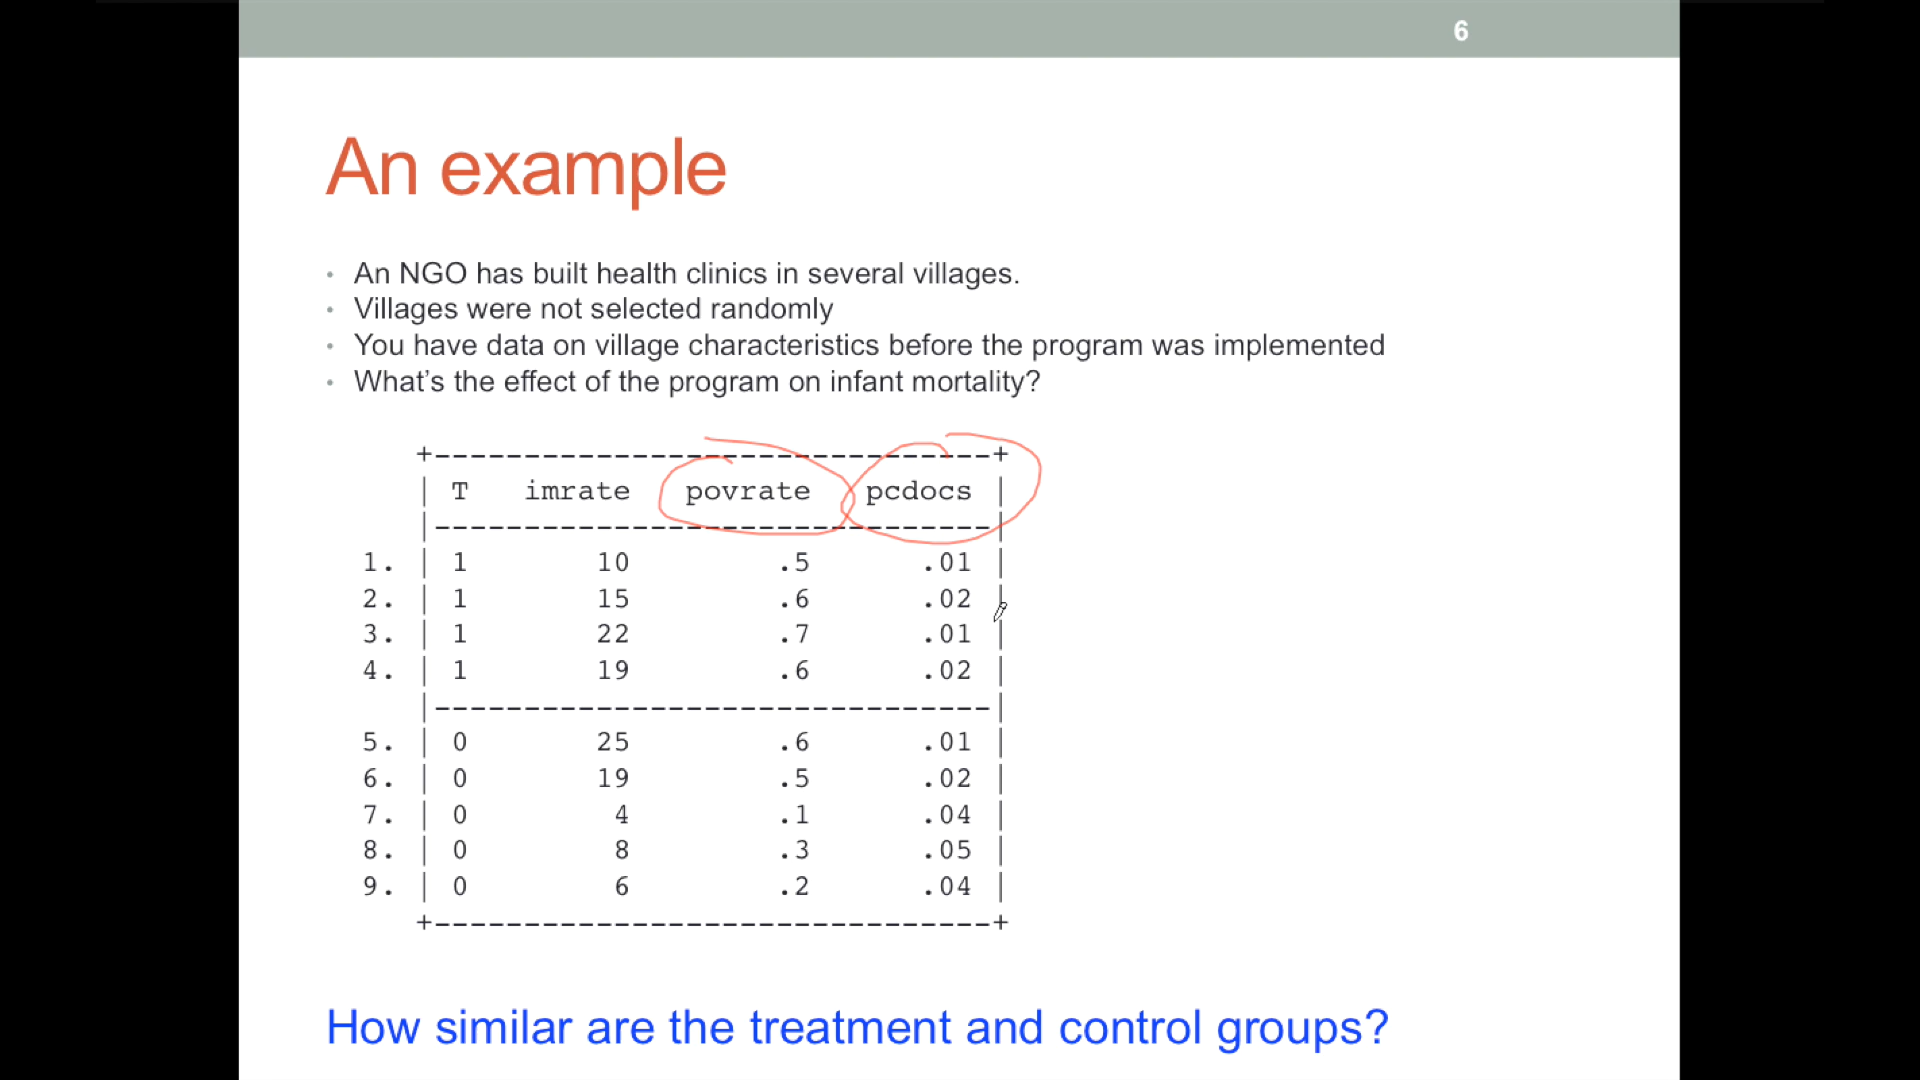 6
An example
• An NGO has built health clinics in several villages.
• Villages were not selected randomly
• You have data on village characteristics before the program was implemented
• What's the effect of the program on infant mortality?
+-------------------------------+
| T imrate povrate pcdocs |
|-------------------------------|
1. | 1 10 .5 .01 |
2. | 1 15 .6 .02 |
3. | 1 22 .7 .01 |
4. | 1 19 .6 .02 |
|-------------------------------|
5. | 0 25 .6 .01 |
6. | 0 19 .5 .02 |
7. | 0 4 .1 .04 |
8. | 0 8 .3 .05 |
9. | 0 6 .2 .04 |
+-------------------------------+
How similar are the treatment and control groups?